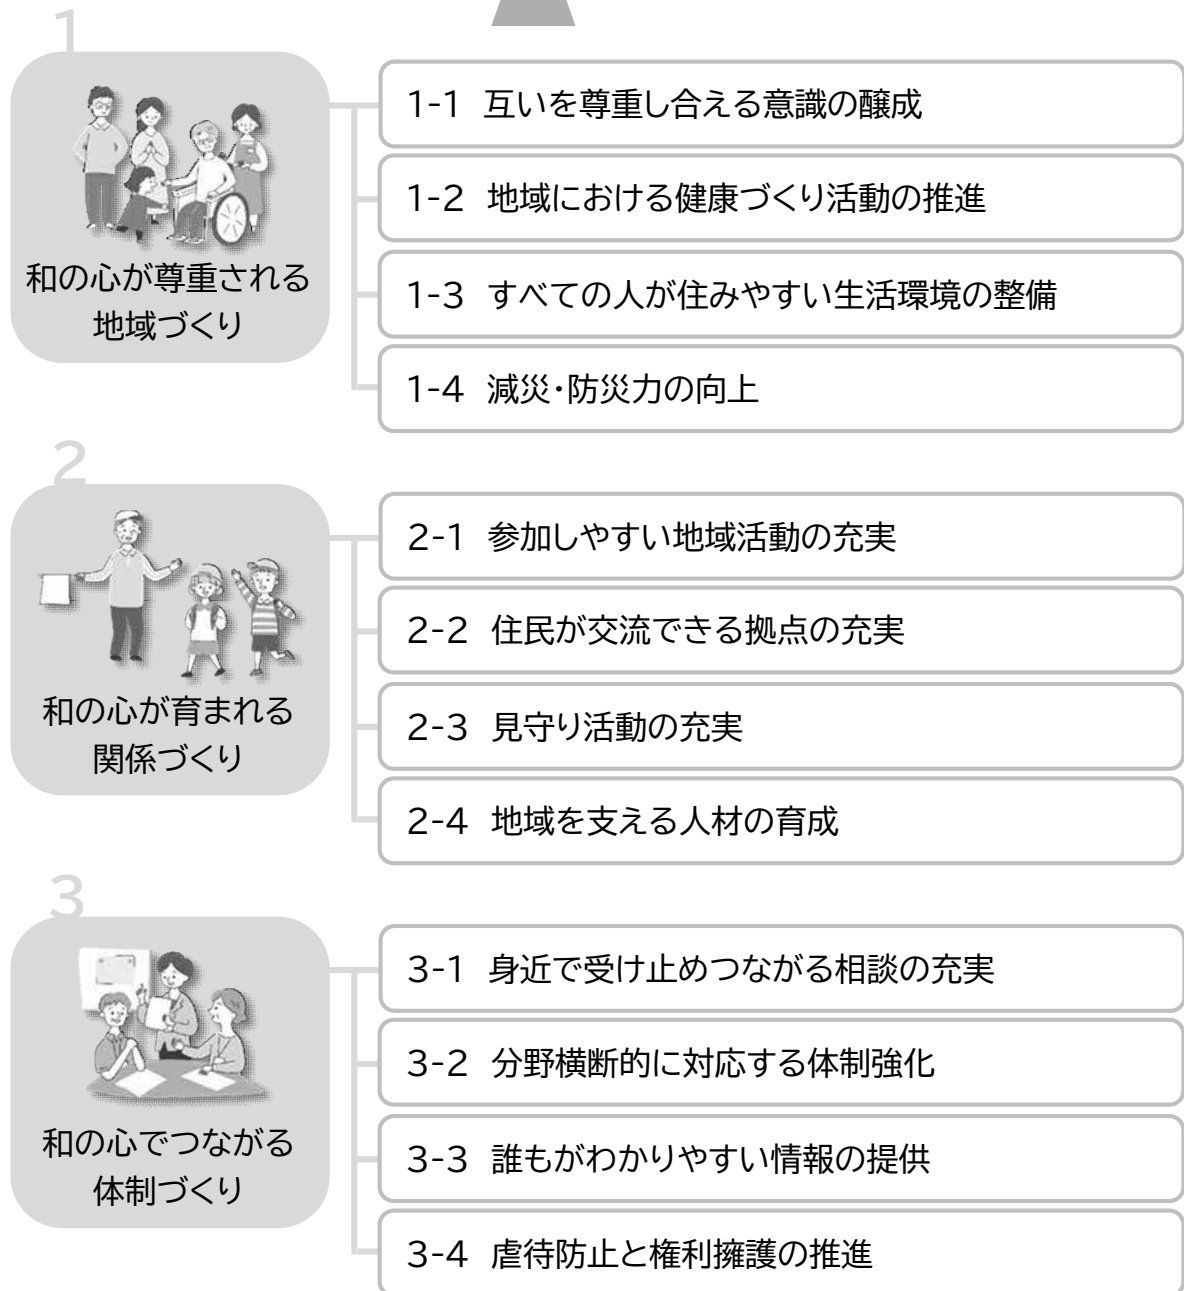 1
和の心が尊重される
地域づくり
1-1 互いを尊重し合える意識の醸成
1-2 地域における健康づくり活動の推進
1-3 すべての人が住みやすい生活環境の整備
1-4 減災・防災力の向上
2
和の心が育まれる
関係づくり
2-1 参加しやすい地域活動の充実
2-2 住民が交流できる拠点の充実
2-3 見守り活動の充実
2-4 地域を支える人材の育成
3
和の心でつながる
体制づくり
3-1 身近で受け止めつながる相談の充実
3-2 分野横断的に対応する体制強化
3-3 誰もがわかりやすい情報の提供
3-4 虐待防止と権利擁護の推進